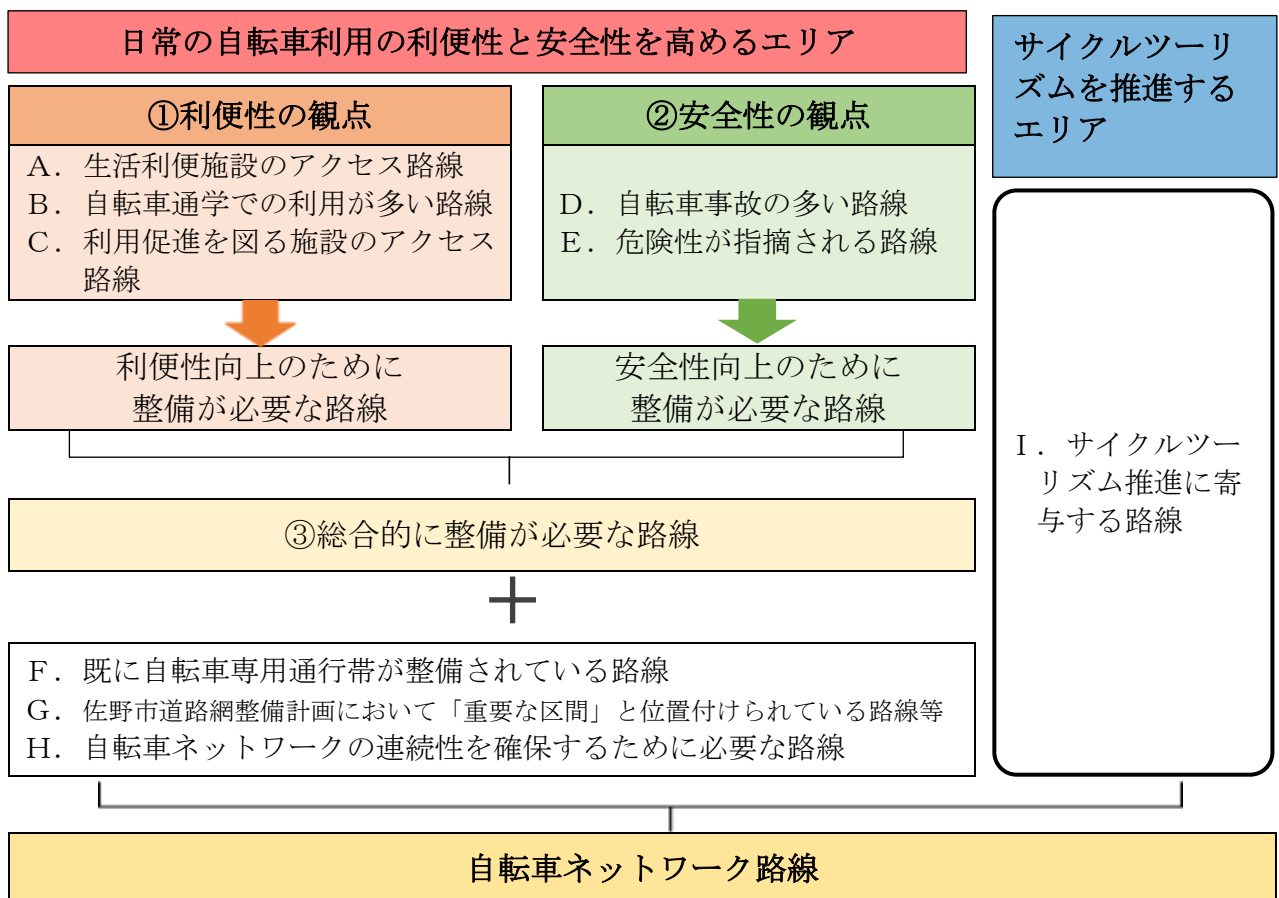 日常の自転車利用の利便性と安全性を高めるエリア
①利便性の観点
A. 生活利便施設のアクセス路線
B. 自転車通学での利用が多い路線
C. 利用促進を図る施設のアクセス
路線
利便性向上のために
整備が必要な路線
②安全性の観点
D. 自転車事故の多い路線
E. 危険性が指摘される路線
安全性向上のために
整備が必要な路線
③総合的に整備が必要な路線
+
F. 既に自転車専用通行帯が整備されている路線
G. 佐野市道路網整備計画において「重要な区間」と位置付けられている路線等
H. 自転車ネットワークの連続性を確保するために必要な路線
サイクルツーリ
ズムを推進する
エリア
I. サイクルツー
リズム推進に寄
与する路線
自転車ネットワーク路線